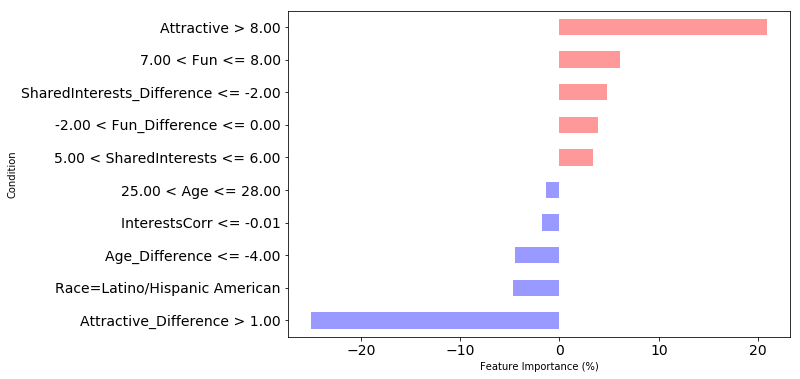 Attractive > 8.00
7.00 < Fun <= 8.00
SharedInterests_Difference <= -2.00
-2.00 < Fun_Difference <= 0.00
5.00 < SharedInterests <= 6.00
25.00 < Age <= 28.00
InterestsCorr <= -0.01
Age_Difference <= -4.00
Race=Latino/Hispanic American
Attractive_Difference > 1.00
Condition
−20 −10 0 10 20
Feature Importance (%)